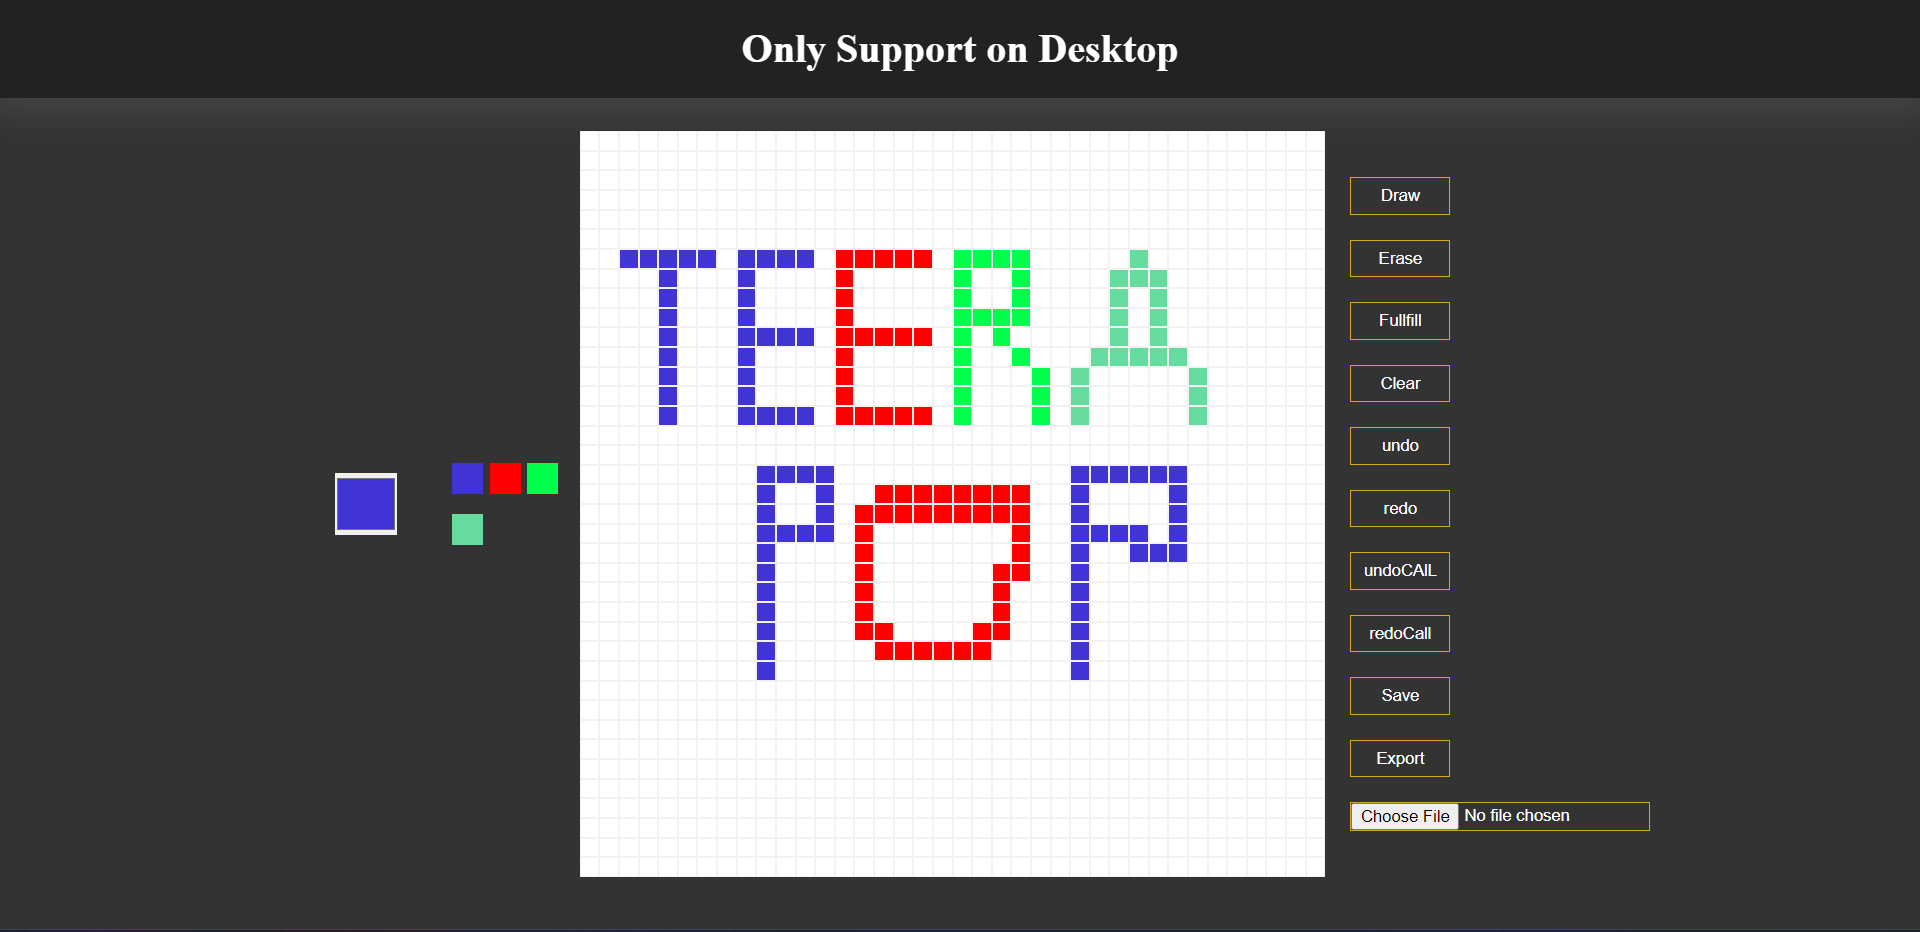 Only Support on Desktop
TEERA
POP
Draw
Erase
Fullfill
Clear
undo
redo
undoCAlL
redoCall
Save
Export
Choose File No file chosen